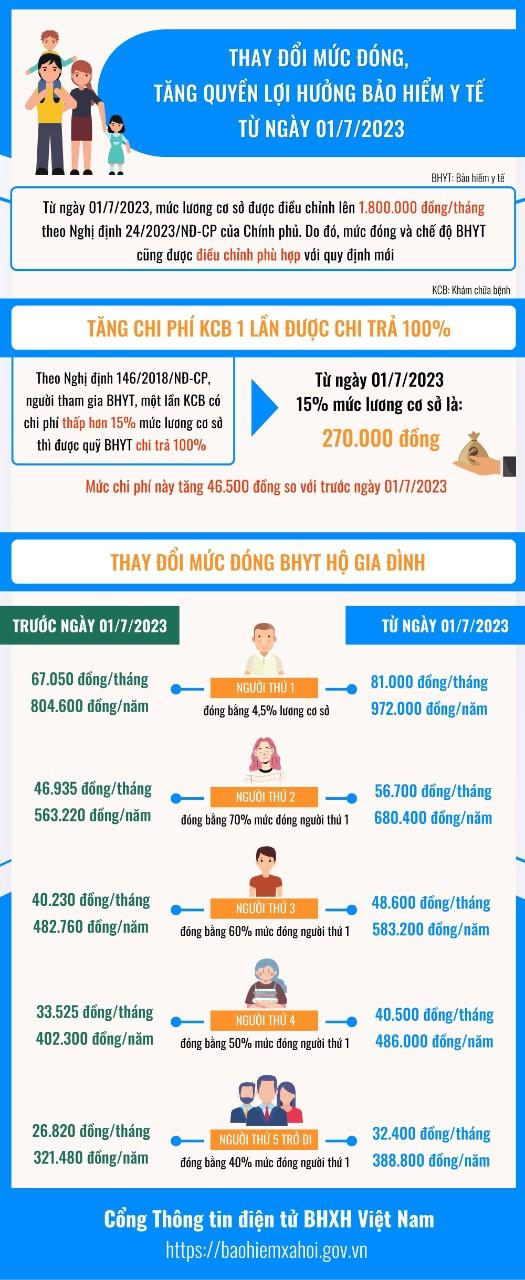 THAY ĐỔI MỨC ĐÓNG,
TĂNG QUYỀN LỢI HƯỞNG BẢO HIỂM Y TẾ
TỪ NGÀY 01/7/2023
BHYT: Bảo hiểm y tế
Từ ngày 01/7/2023, mức lương cơ sở được điều chỉnh lên 1.800.000 đồng/tháng
theo Nghị định 24/2023/NĐ-CP của Chính phủ. Do đó, mức đóng và chế độ BHYT
cũng được điều chỉnh phù hợp với quy định mới
KCB: Khám chữa bệnh
TĂNG CHI PHÍ KCB 1 LẦN ĐƯỢC CHI TRẢ 100%
Theo Nghị định 146/2018/NĐ-CP,
người tham gia BHYT, một lần KCB có
chi phí thấp hơn 15% mức lương cơ sở
thì được quỹ BHYT chi trả 100%
Từ ngày 01/7/2023
15% mức lương cơ sở là:
270.000 đồng
Mức chi phí này tăng 46.500 đồng so với trước ngày 01/7/2023
THAY ĐỔI MỨC ĐÓNG BHYT HỘ GIA ĐÌNH
TRƯỚC NGÀY 01/7/2023
TỪ NGÀY 01/7/2023
67.050 đồng/tháng
804.600 đồng/năm
NGƯỜI THỨ 1
đóng bằng 4,5% lương cơ sở
81.000 đồng/tháng
972.000 đồng/năm
46.935 đồng/tháng
563.220 đồng/năm
NGƯỜI THỨ 2
đóng bằng 70% mức đóng người thứ 1
56.700 đồng/tháng
680.400 đồng/năm
40.230 đồng/tháng
482.760 đồng/năm
NGƯỜI THỨ 3
đóng bằng 60% mức đóng người thứ 1
48.600 đồng/tháng
583.200 đồng/năm
33.525 đồng/tháng
402.300 đồng/năm
NGƯỜI THỨ 4
đóng bằng 50% mức đóng người thứ 1
40.500 đồng/tháng
486.000 đồng/năm
26.820 đồng/tháng
321.480 đồng/năm
NGƯỜI THỨ 5 TRỞ ĐI
đóng bằng 40% mức đóng người thứ 1
32.400 đồng/tháng
388.800 đồng/năm
Cổng Thông tin điện tử BHXH Việt Nam
https://baohiemxahoi.gov.vn